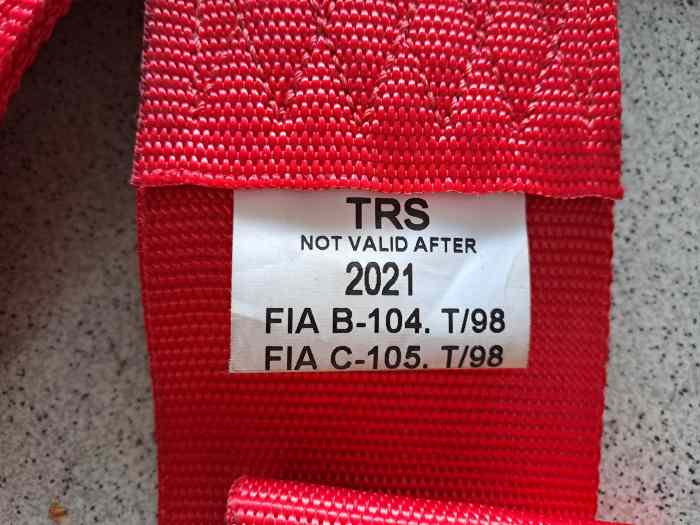 TRS
NOT VALID AFTER
2021
FIA B-104. T/98
FIA C-105. T/98